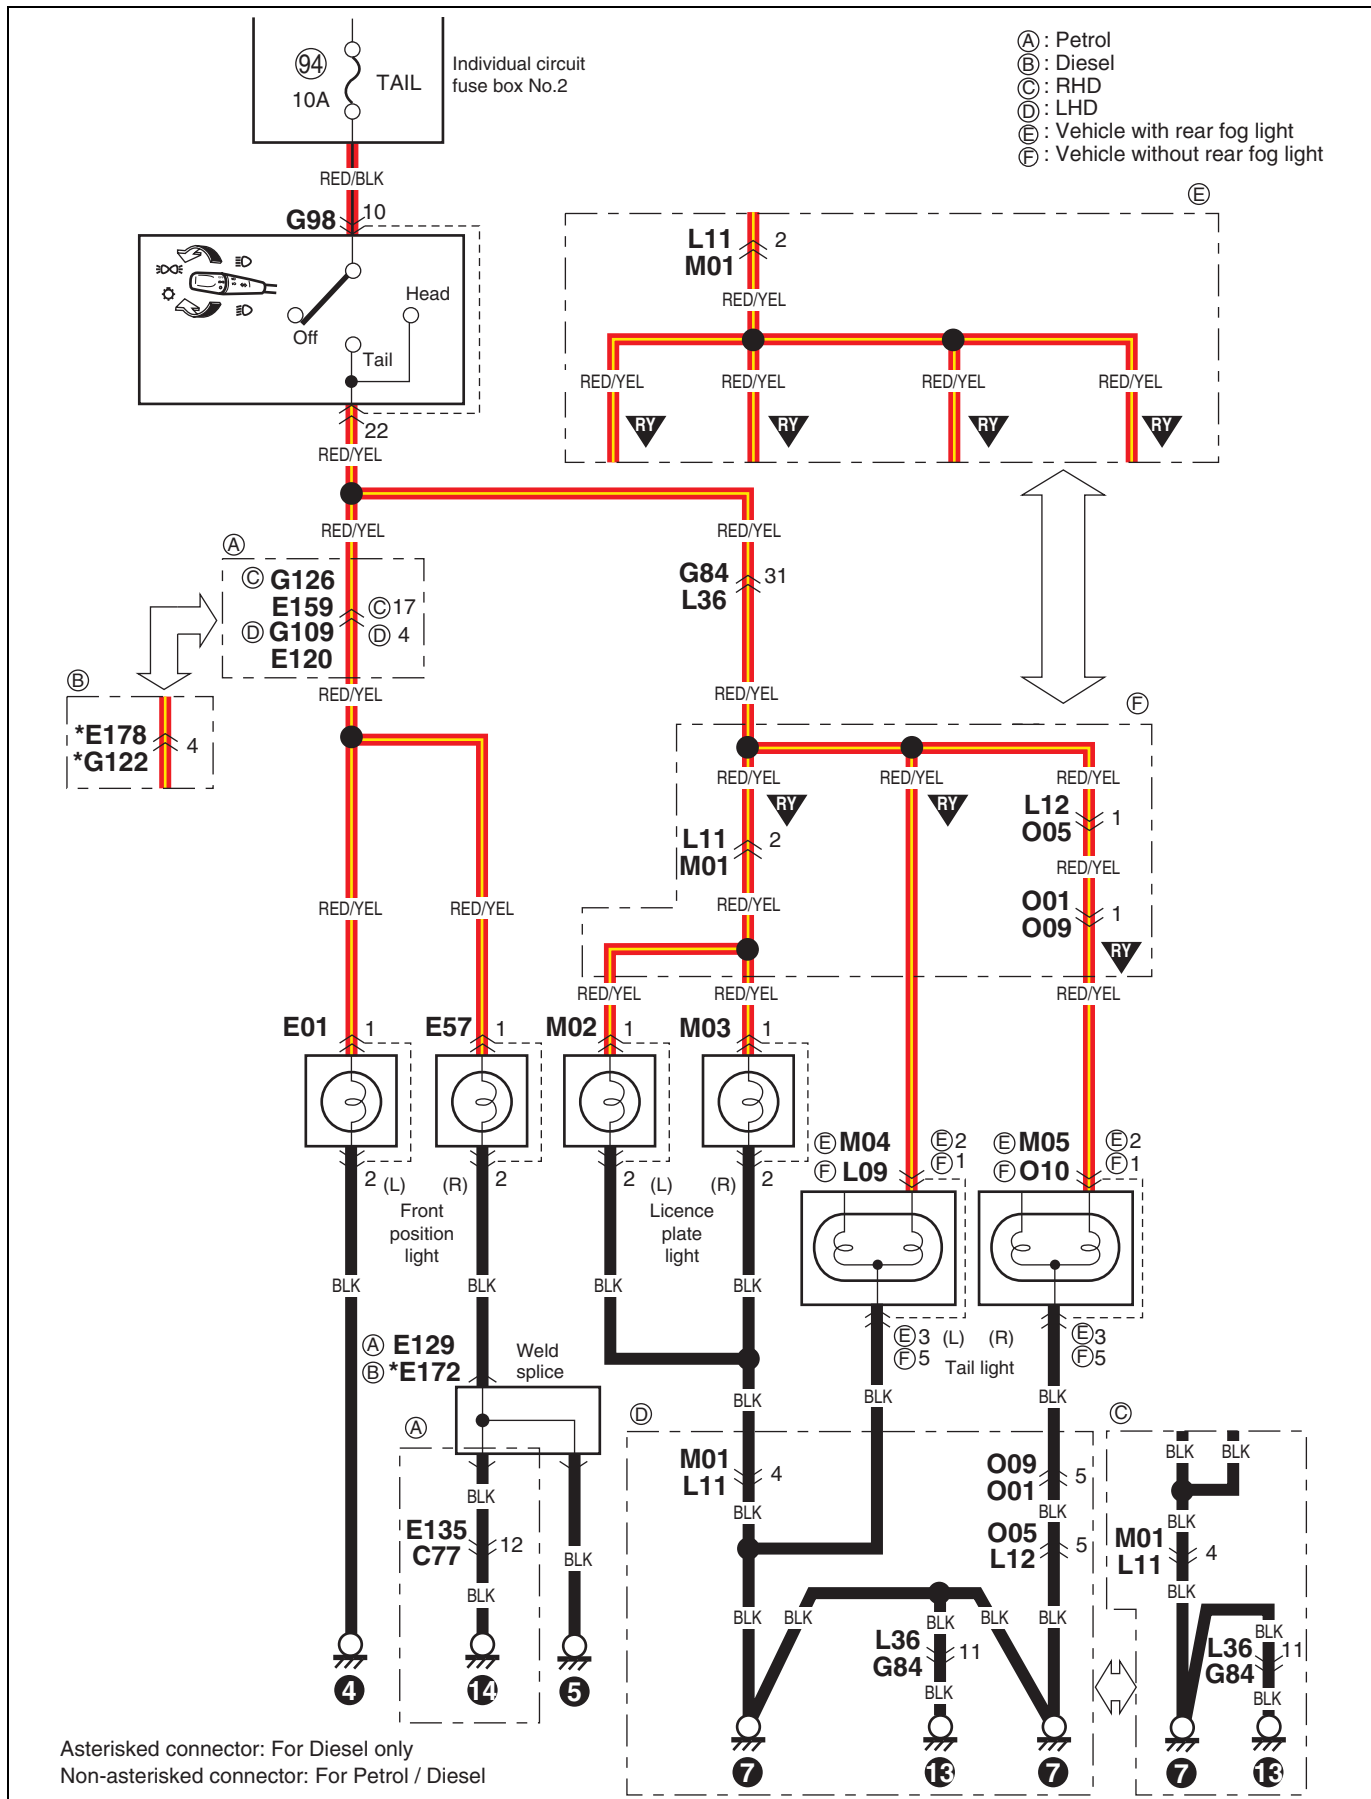 94
10A
TAIL
Individual circuit
fuse box No.2
A : Petrol
B : Diesel
C : RHD
D : LHD
E : Vehicle with rear fog light
F : Vehicle without rear fog light
RED/BLK
G98
10
E
Head
Off
Tail
22
RED/YEL
L11
M01
2
RED/YEL
RED/YEL
RED/YEL
RED/YEL
RED/YEL
RY
RY
RY
RY
RED/YEL
RED/YEL
A
C G126
E159
C 17
D G109
D 4
E120
G84
L36
31
B
*E178
*G122
4
RED/YEL
RED/YEL
F
RED/YEL
RED/YEL
RED/YEL
RY
RY
L12
O05
1
L11
M01
2
RED/YEL
O01
O09
1
RY
RED/YEL
RED/YEL
RED/YEL
RED/YEL
RED/YEL
RED/YEL
E01
1
E57
1
M02
1
M03
1
2
(L)
(R)
2
Front
position
light
2
(L)
(R)
2
Licence
plate
light
E M04
F L09
E 2
F 1
E M05
F O10
E 2
F 1
BLK
BLK
BLK
BLK
E 3
F 5
(L)
(R)
Tail light
E 3
F 5
A E129
B *E172
Weld
splice
BLK
BLK
BLK
A
D
C
M01
L11
4
O09
O01
5
BLK
BLK
BLK
BLK
BLK
E135
C77
12
BLK
BLK
BLK
O05
L12
5
BLK
M01
L11
4
BLK
BLK
BLK
BLK
BLK
BLK
BLK
L36
G84
11
BLK
BLK
L36
G84
11
4
14
5
7
13
7
7
13
Asterisked connector: For Diesel only
Non-asterisked connector: For Petrol / Diesel